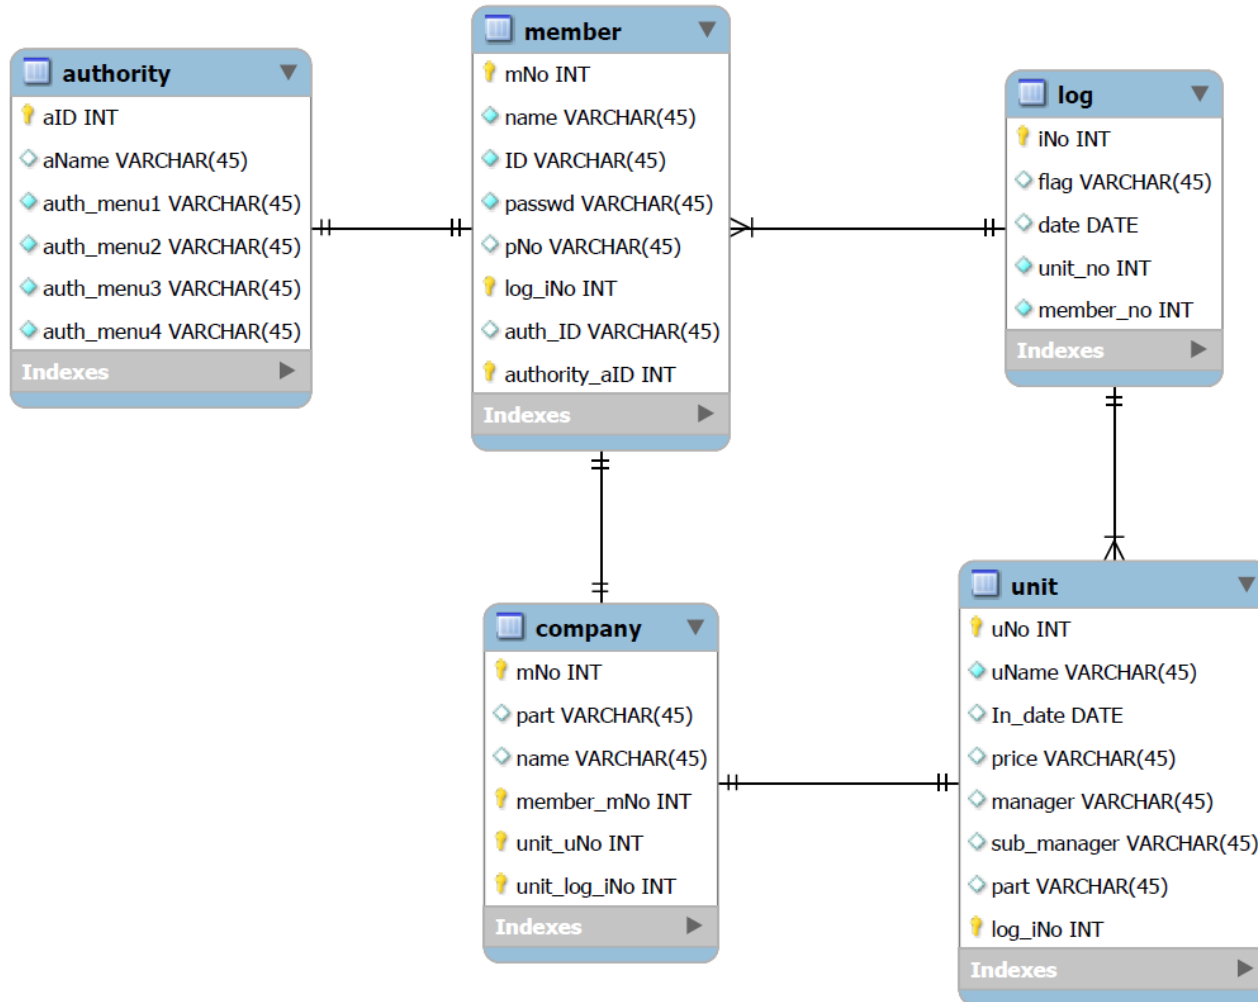 authority
aID INT
aName VARCHAR(45)
auth_menu1 VARCHAR(45)
auth_menu2 VARCHAR(45)
auth_menu3 VARCHAR(45)
auth_menu4 VARCHAR(45)
Indexes
member
mNo INT
name VARCHAR(45)
ID VARCHAR(45)
passwd VARCHAR(45)
pNo VARCHAR(45)
log_iNo INT
auth_ID VARCHAR(45)
authority_aID INT
Indexes
log
iNo INT
flag VARCHAR(45)
date DATE
unit_no INT
member_no INT
Indexes
company
mNo INT
part VARCHAR(45)
name VARCHAR(45)
member_mNo INT
unit_uNo INT
unit_log_iNo INT
Indexes
unit
uNo INT
uName VARCHAR(45)
In_date DATE
price VARCHAR(45)
manager VARCHAR(45)
sub_manager VARCHAR(45)
part VARCHAR(45)
log_iNo INT
Indexes